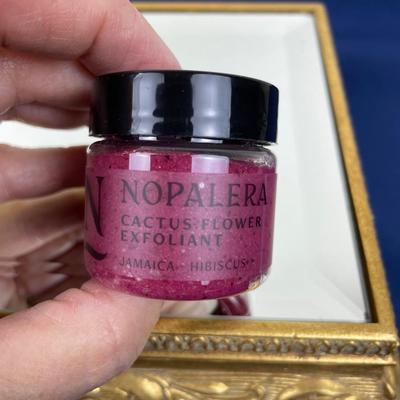 N NOPALERA
CACTUS FLOWER
EXFOLIANT
JAMAICA HIBISCUS